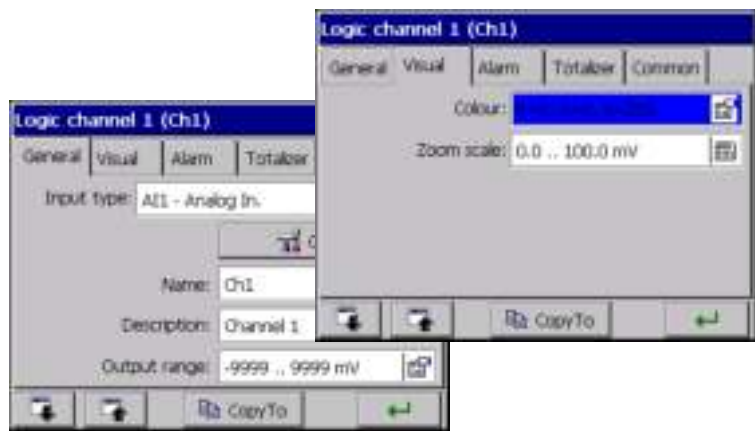 Logic channel 1 (Ch1)
General Visual Alarm Totalizer Common
Colour:
Zoom scale: 0.0 .. 100.0 mV
CopyTo
Logic channel 1 (Ch1)
General Visual Alarm Totalizer
Input type: AI1 - Analog In.
Name: Ch1
Description: Channel 1
Output range: -9999 .. 9999 mV
CopyTo